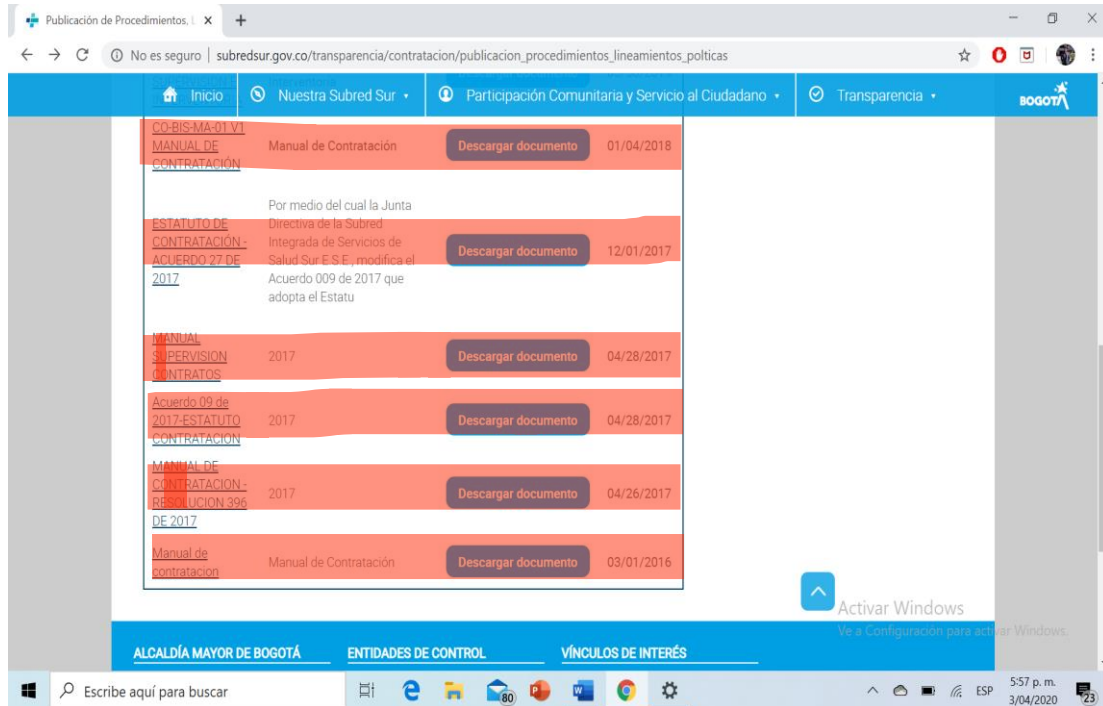 Publicación de Procedimientos, L
No es seguro | subredsur.gov.co/transparencia/contratacion/publicacion_procedimientos_lineamientos_polticas
Inicio Nuestra Subred Sur Participación Comunitaria y Servicio al Ciudadano Transparencia BOGOTÁ
CO-BIS-MA-01 V1
MANUAL DE
CONTRATACIÓN
Manual de Contratación
Descargar documento
01/04/2018
ESTATUTO DE
CONTRATACIÓN -
ACUERDO 27 DE
2017
Por medio del cual la Junta
Directiva de la Subred
Integrada de Servicios de
Salud Sur E.S.E., modifica el
Acuerdo 009 de 2017 que
adopta el Estatu
Descargar documento
12/01/2017
MANUAL
SUPERVISION
CONTRATOS
2017
Descargar documento
04/28/2017
Acuerdo 09 de
2017-ESTATUTO
CONTRATACION
2017
Descargar documento
04/28/2017
MANUAL DE
CONTRATACION -
RESOLUCION 396
DE 2017
2017
Descargar documento
04/26/2017
Manual de
contratacion
Manual de Contratación
Descargar documento
03/01/2016
Activar Windows
Ve a Configuración para activar Windows.
ALCALDÍA MAYOR DE BOGOTÁ ENTIDADES DE CONTROL VÍNCULOS DE INTERÉS
Escribe aquí para buscar
80
ESP
5:57 p. m.
3/04/2020
23